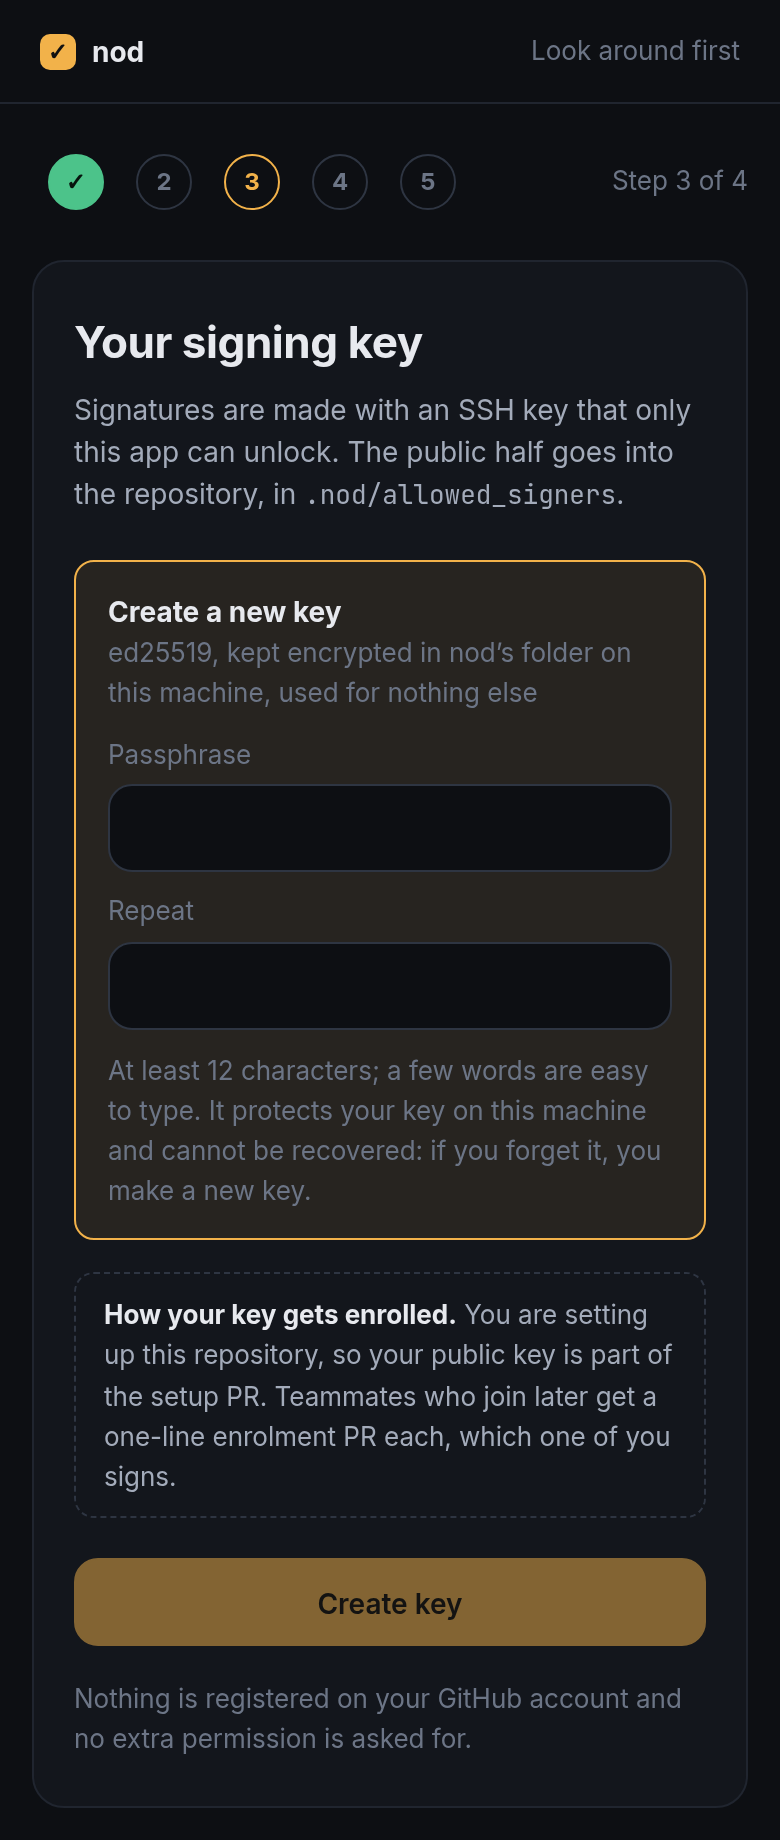 ✓ nod
Look around first
✓ 2 3 4 5
Step 3 of 4
Your signing key
Signatures are made with an SSH key that only
this app can unlock. The public half goes into
the repository, in .nod/allowed_signers.
Create a new key
ed25519, kept encrypted in nod’s folder on
this machine, used for nothing else
Passphrase
Repeat
At least 12 characters; a few words are easy
to type. It protects your key on this machine
and cannot be recovered: if you forget it, you
make a new key.
How your key gets enrolled. You are setting
up this repository, so your public key is part of
the setup PR. Teammates who join later get a
one-line enrolment PR each, which one of you
signs.
Create key
Nothing is registered on your GitHub account and
no extra permission is asked for.